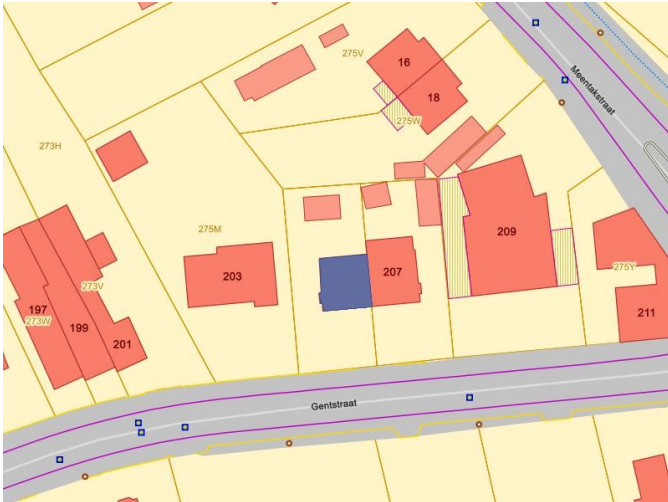 16
275V
Meentakstraat
18
275W
273H
275M
209
203
207
275Y
273V
197
211
273W
199
201
Gentstraat